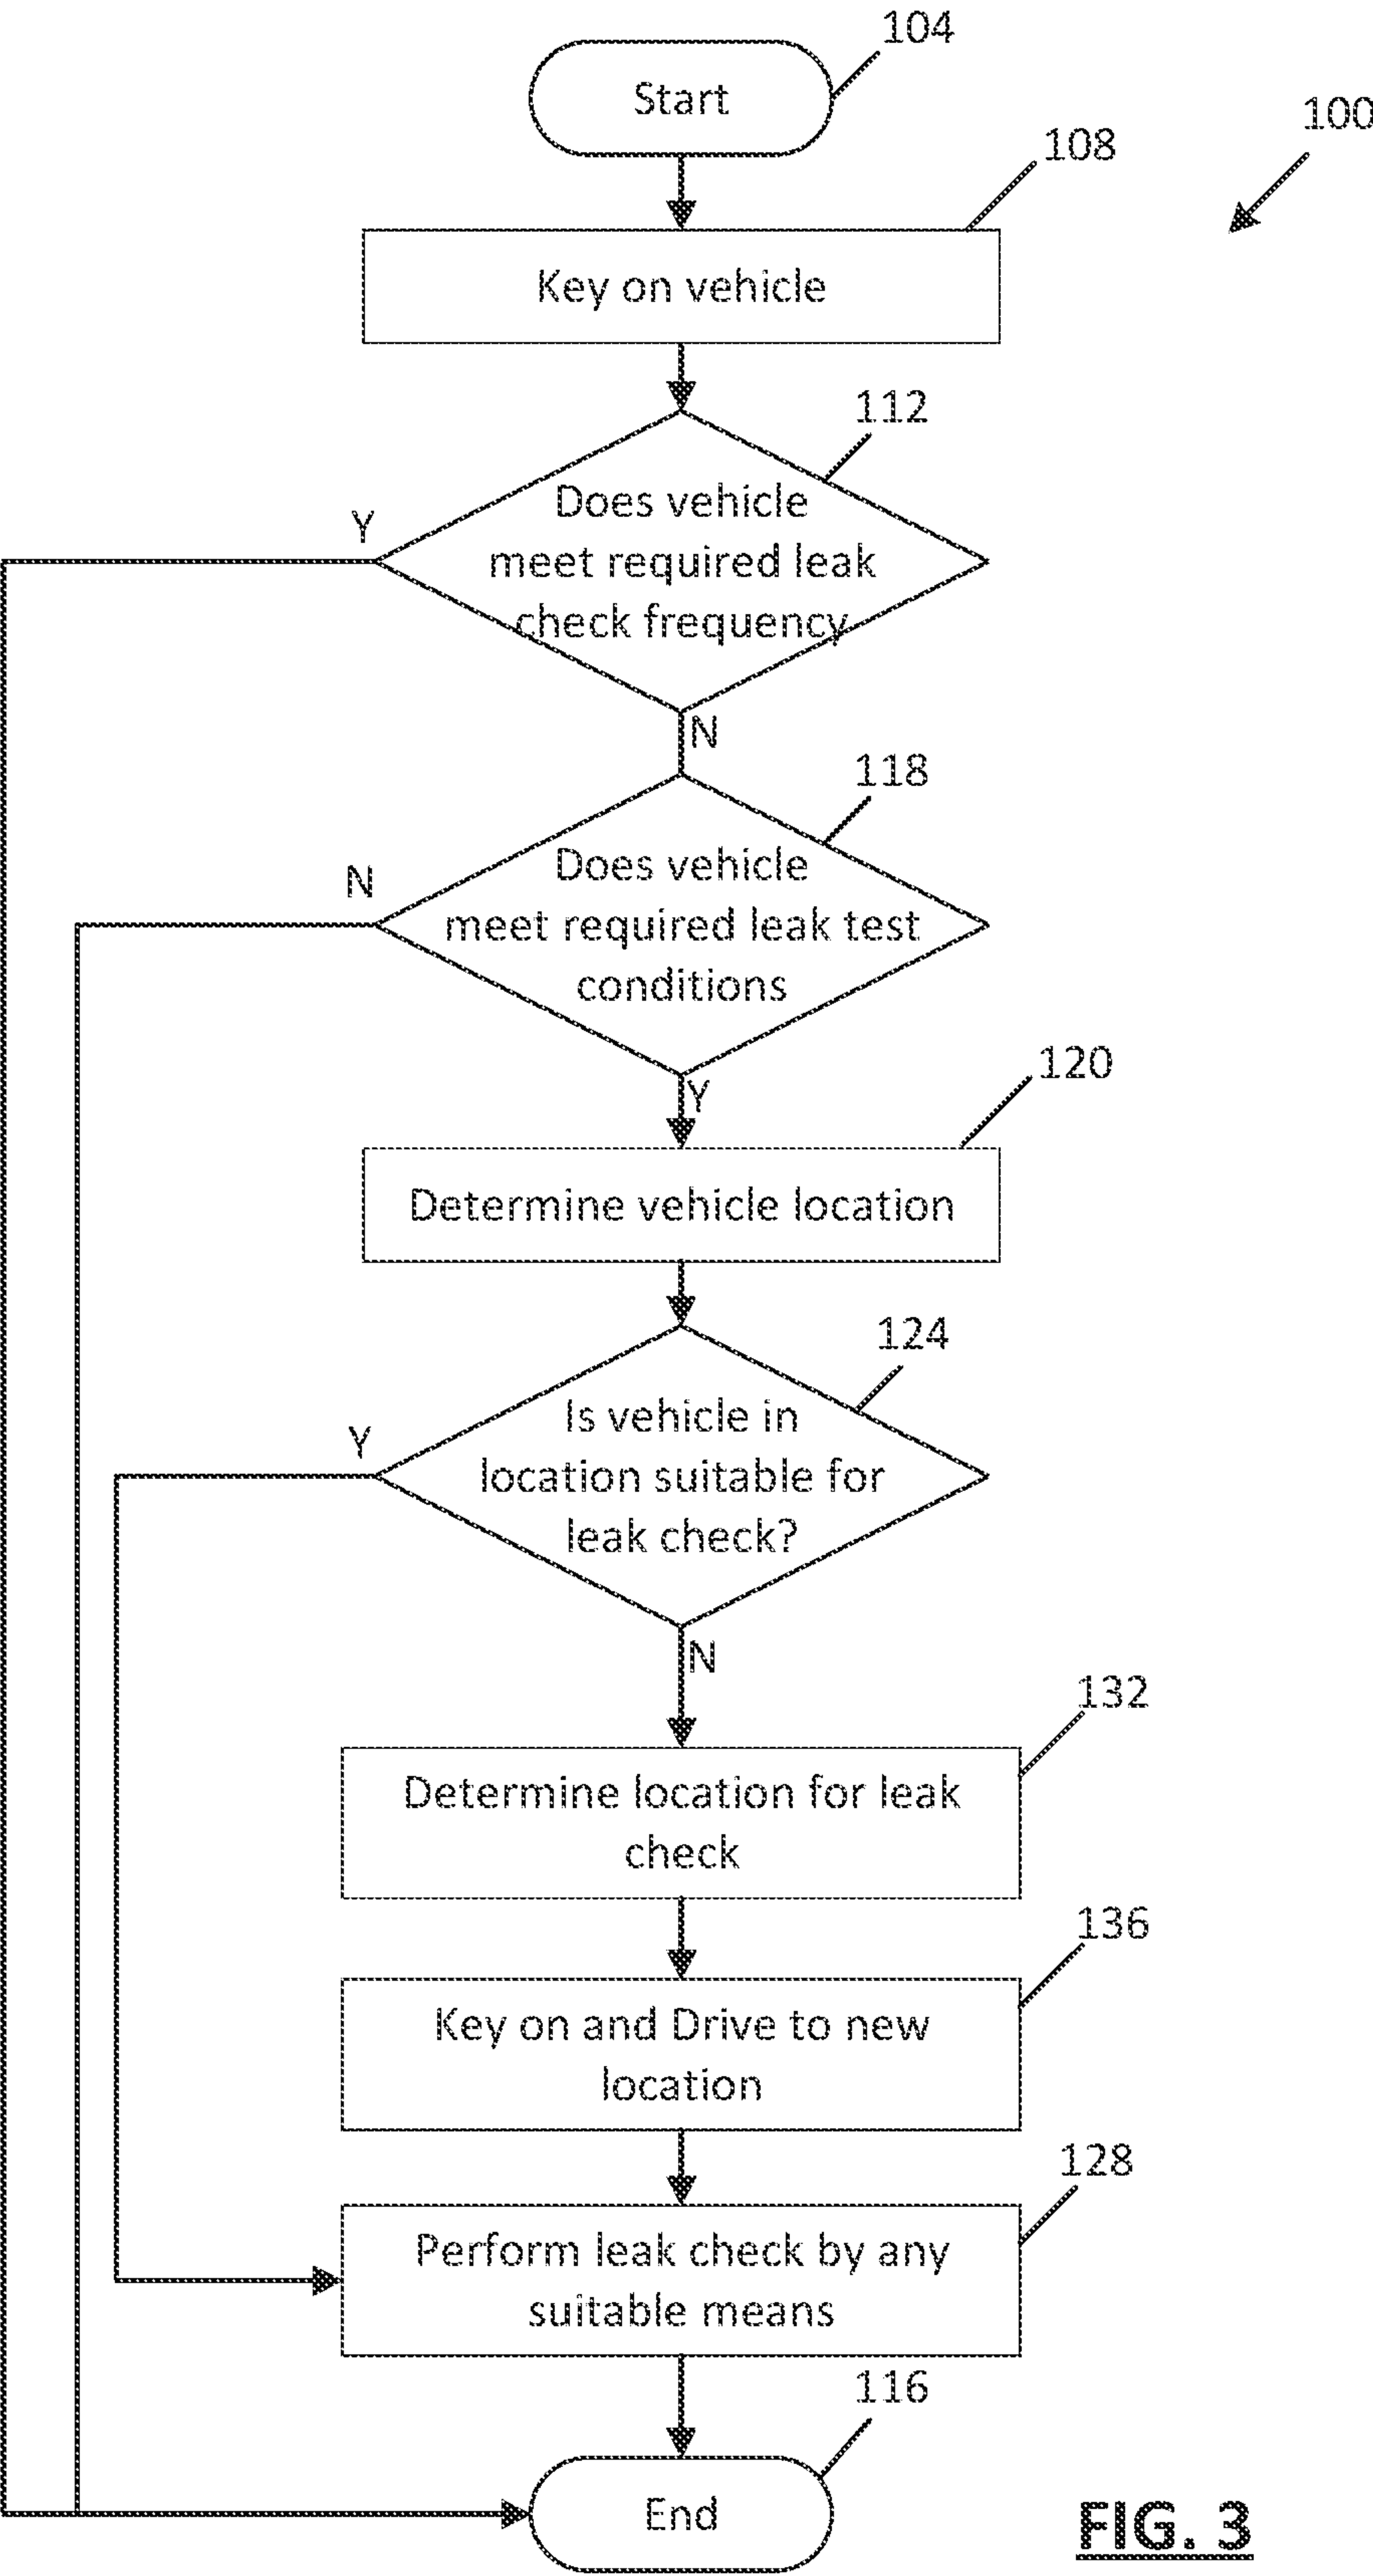 104
Start
100
108
Key on vehicle
112
Does vehicle
meet required leak
check frequency
Y
N
118
Does vehicle
meet required leak test
conditions
N
Y
120
Determine vehicle location
124
Is vehicle in
location suitable for
leak check?
Y
N
132
Determine location for leak
check
136
Key on and Drive to new
location
128
Perform leak check by any
suitable means
116
End
FIG. 3